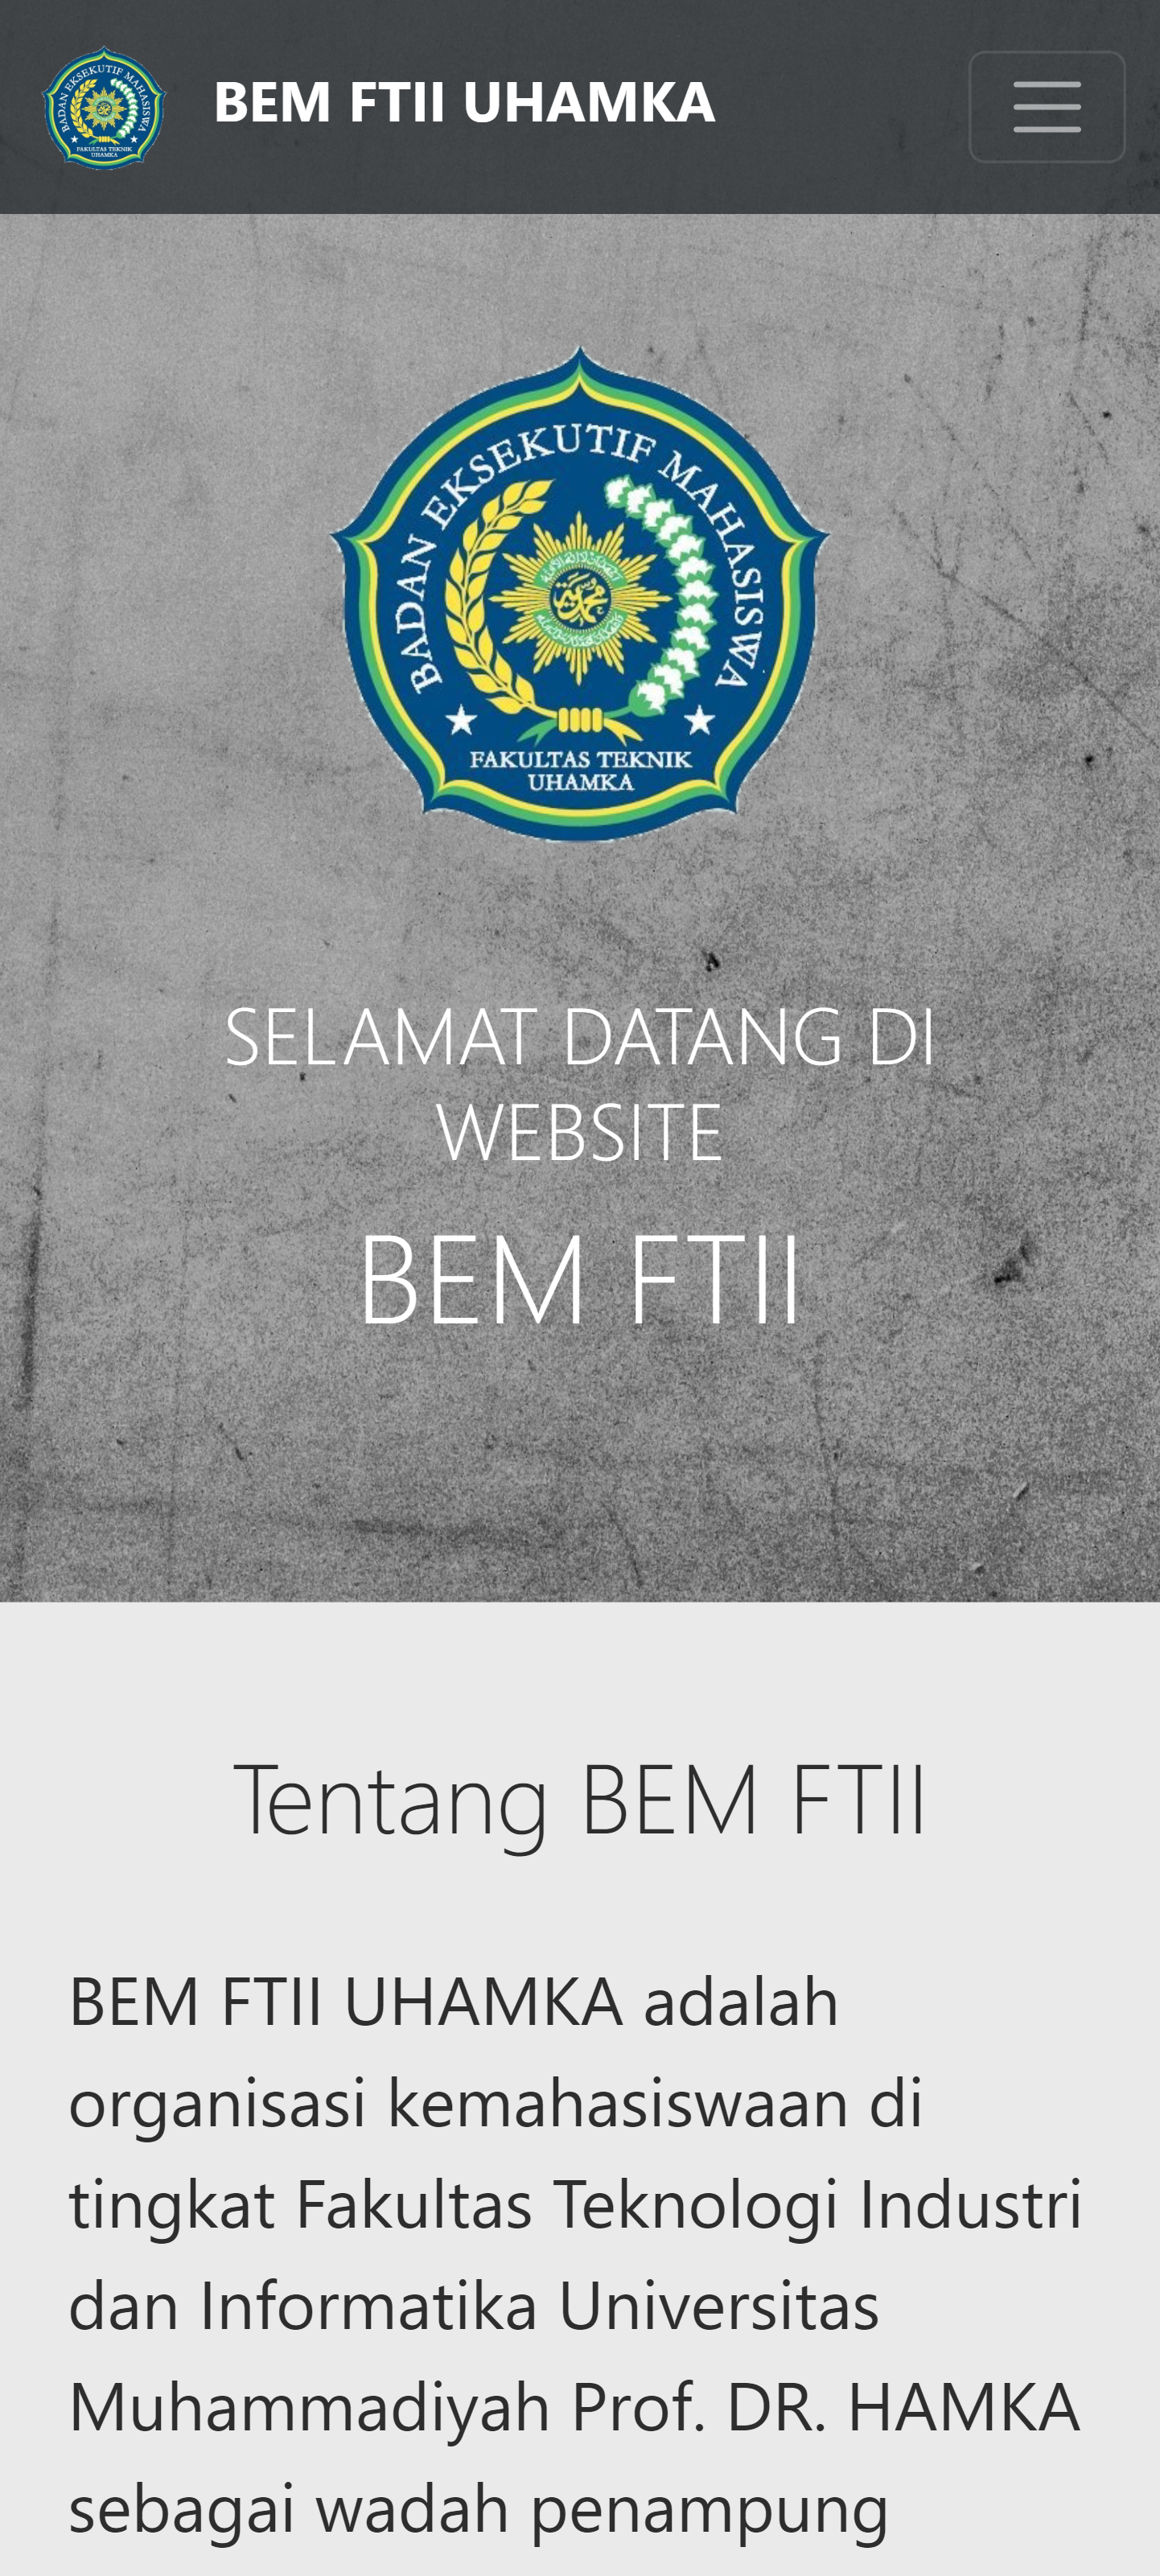 BADAN EKSEKUTIF MAHASISWA
FAKULTAS TEKNIK
UHAMKA
BEM FTII UHAMKA
BADAN EKSEKUTIF MAHASISWA
FAKULTAS TEKNIK
UHAMKA
SELAMAT DATANG DI
WEBSITE
BEM FTII
Tentang BEM FTII
BEM FTII UHAMKA adalah
organisasi kemahasiswaan di
tingkat Fakultas Teknologi Industri
dan Informatika Universitas
Muhammadiyah Prof. DR. HAMKA
sebagai wadah penampung